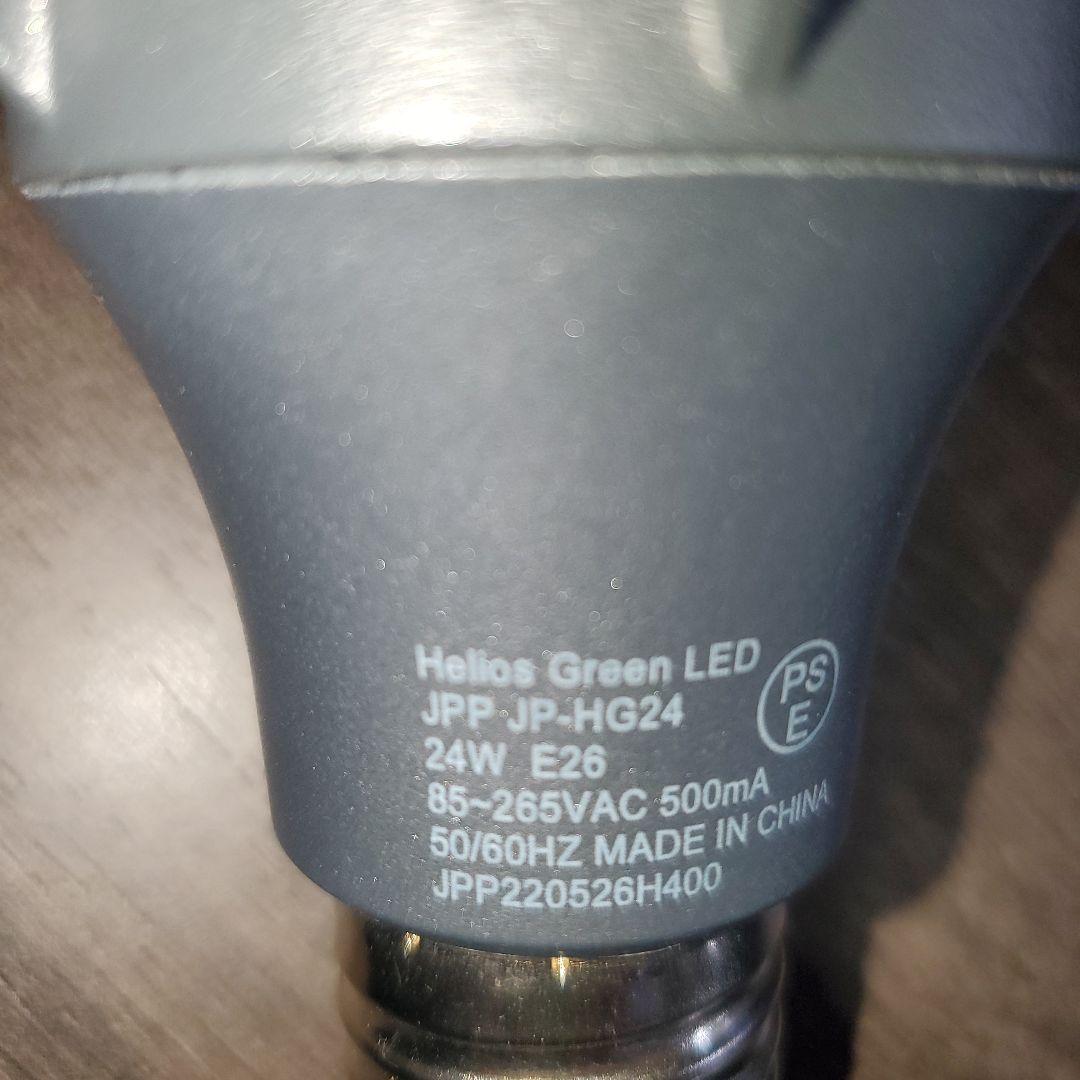 Helios Green LED
JPP JP-HG24
PS
E
24W E26
85~265VAC 500mA
50/60HZ MADE IN CHINA
JPP220526H400